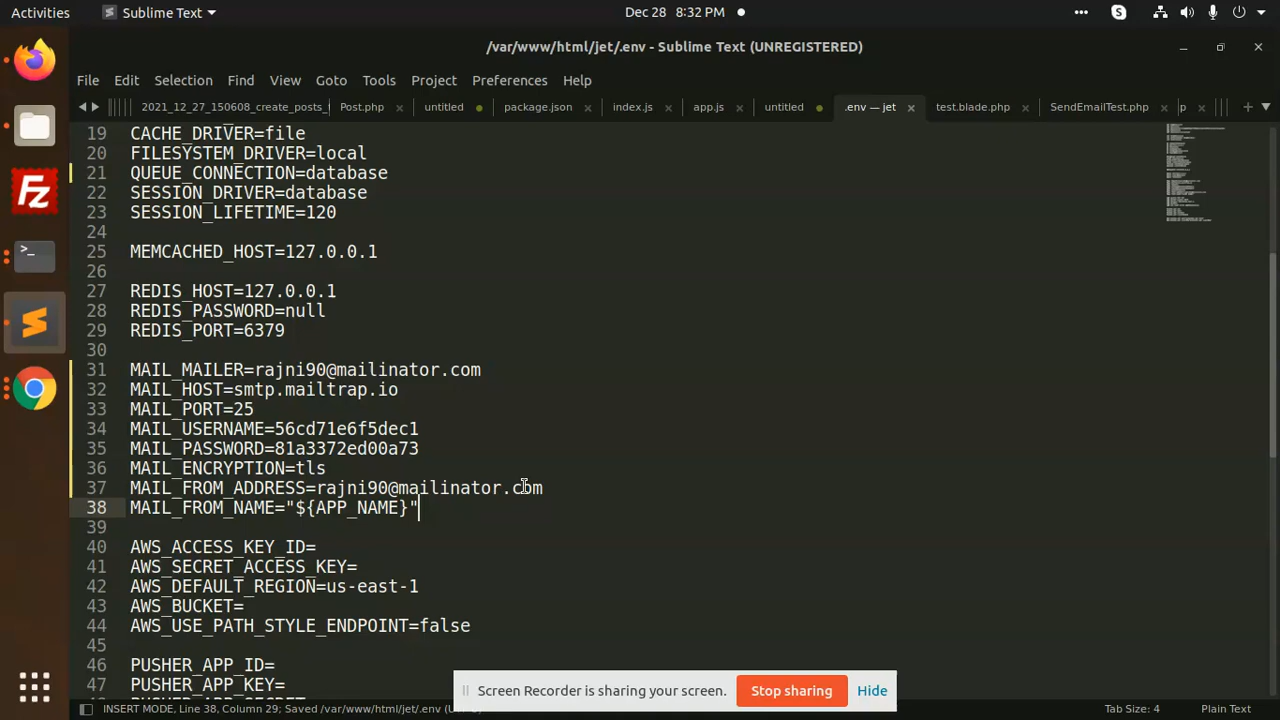 Activities
Sublime Text
Dec 28 8:32 PM
/var/www/html/jet/.env - Sublime Text (UNREGISTERED)
File Edit Selection Find View Goto Tools Project Preferences Help
2021_12_27_150608_create_posts_ Post.php untitled package.json index.js app.js untitled .env — jet test.blade.php SendEmailTest.php
19 CACHE_DRIVER=file
20 FILESYSTEM_DRIVER=local
21 QUEUE_CONNECTION=database
22 SESSION_DRIVER=database
23 SESSION_LIFETIME=120
24
25 MEMCACHED_HOST=127.0.0.1
26
27 REDIS_HOST=127.0.0.1
28 REDIS_PASSWORD=null
29 REDIS_PORT=6379
30
31 MAIL_MAILER=rajni90@mailinator.com
32 MAIL_HOST=smtp.mailtrap.io
33 MAIL_PORT=25
34 MAIL_USERNAME=56cd71e6f5dec1
35 MAIL_PASSWORD=81a3372ed00a73
36 MAIL_ENCRYPTION=tls
37 MAIL_FROM_ADDRESS=rajni90@mailinator.com
38 MAIL_FROM_NAME="${APP_NAME}"
39
40 AWS_ACCESS_KEY_ID=
41 AWS_SECRET_ACCESS_KEY=
42 AWS_DEFAULT_REGION=us-east-1
43 AWS_BUCKET=
44 AWS_USE_PATH_STYLE_ENDPOINT=false
45
46 PUSHER_APP_ID=
47 PUSHER_APP_KEY=
Screen Recorder is sharing your screen. Stop sharing Hide
INSERT MODE, Line 38, Column 29; Saved /var/www/html/jet/.env
Tab Size: 4
Plain Text